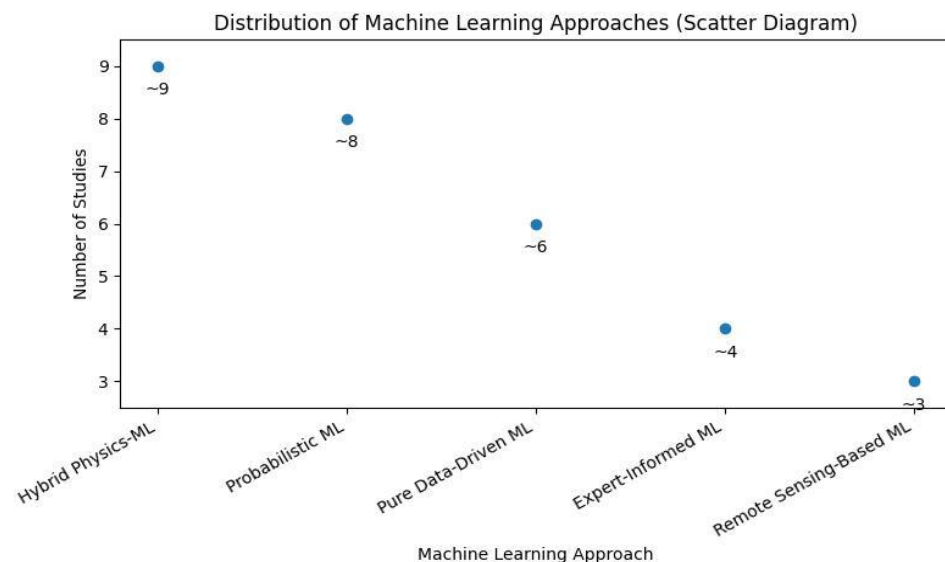 Distribution of Machine Learning Approaches (Scatter Diagram)
Number of Studies
9
8
7
6
5
4
3
~9
~8
~6
~4
~3
Hybrid Physics-ML
Probabilistic ML
Pure Data-Driven ML
Expert-Informed ML
Remote Sensing-Based ML
Machine Learning Approach